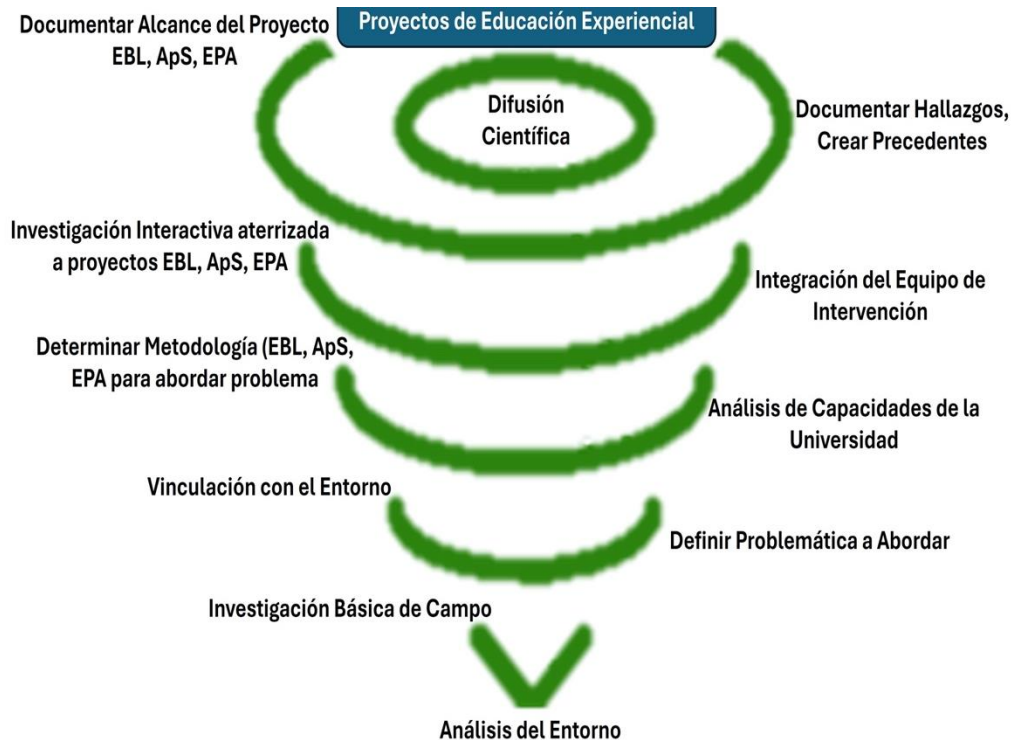 Documentar Alcance del Proyecto
EBL, ApS, EPA
Proyectos de Educación Experiencial
Difusión
Científica
Documentar Hallazgos,
Crear Precedentes
Investigación Interactiva aterrizada
a proyectos EBL, ApS, EPA
Integración del Equipo de
Intervención
Determinar Metodología (EBL, ApS,
EPA para abordar problema
Análisis de Capacidades de la
Universidad
Vinculación con el Entorno
Definir Problemática a Abordar
Investigación Básica de Campo
Análisis del Entorno